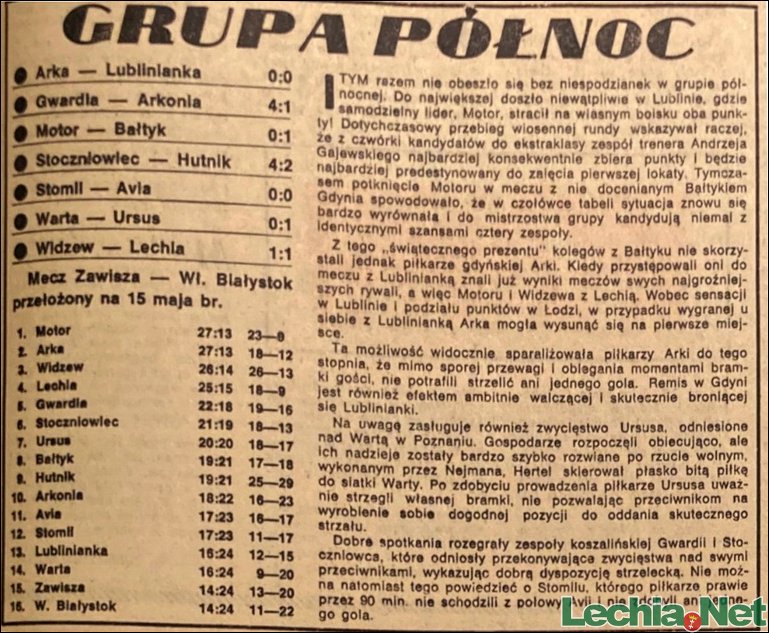 GRUPA PÓŁNOC
Arka — Lublinianka 0:0
Gwardia — Arkonia 4:1
Motor — Bałtyk 0:1
Stoczniowiec — Hutnik 4:2
Stomil — Avia 0:0
Warta — Ursus 0:1
Widzew — Lechia 1:1
Mecz Zawisza — Wł. Białystok
przełożony na 15 maja br.
1. Motor 27:13 23—8
2. Arka 27:13 18—12
3. Widzew 26:14 26—13
4. Lechia 25:15 18—9
5. Gwardia 22:18 19—16
6. Stoczniowiec 21:19 18—13
7. Ursus 20:20 18—17
8. Bałtyk 19:21 17—18
9. Hutnik 19:21 25—29
10. Arkonia 18:22 16—23
11. Avia 17:23 16—17
12. Stomil 17:23 11—17
13. Lublinianka 16:24 12—15
14. Warta 16:24 9—20
15. Zawisza 14:24 13—20
16. W. Białystok 14:24 11—22
I TYM razem nie obeszło się bez niespodzianek w grupie pół-
nocnej. Do największej doszło niewątpliwie w Lublinie, gdzie
samodzielny lider, Motor, stracił na własnym boisku oba punk-
ty! Dotychczasowy przebieg wiosennej rundy wskazywał raczej,
że z czwórki kandydatów do ekstraklasy zespół trenera Andrzeja
Gajewskiego najbardziej konsekwentnie zbiera punkty i będzie
najbardziej predestynowany do zajęcia pierwszej lokaty. Tymcza-
sem potknięcie Motoru w meczu z nie docenianym Bałtykiem
Gdynia spowodowało, że w czołówce tabeli sytuacja znowu się
bardzo wyrównała i do mistrzostwa grupy kandydują niemal z
identycznymi szansami cztery zespoły.
Z tego „świątecznego prezentu" kolegów z Bałtyku nie skorzy-
stali jednak piłkarze gdyńskiej Arki. Kiedy przystępowali oni do
meczu z Lublinianką znali już wyniki meczów swych najgroźniej-
szych rywali, a więc Motoru i Widzewa z Lechią. Wobec sensacji
w Lublinie i podziału punktów w Łodzi, w przypadku wygranej u
siebie z Lublinianką Arka mogła wysunąć się na pierwsze miej-
sce.
Ta możliwość widocznie sparaliżowała piłkarzy Arki do tego
stopnia, że mimo sporej przewagi i oblegania momentami bram-
ki gości, nie potrafili strzelić ani jednego gola. Remis w Gdyni
jest również efektem ambitnie walczącej i skutecznie broniącej
się Lublinianki.
Na uwagę zasługuje również zwycięstwo Ursusa, odniesione
nad Wartą w Poznaniu. Gospodarze rozpoczęli obiecująco, ale
ich nadzieje zostały bardzo szybko rozwiane po rzucie wolnym,
wykonanym przez Nejmana, Hertel skierował płasko bitą piłkę
do siatki Warty. Po zdobyciu prowadzenia piłkarze Ursusa uważ-
nie strzegli własnej bramki, nie pozwalając przeciwnikom na
wyrobienie sobie dogodnej pozycji do oddania skutecznego
strzału.
Dobre spotkania rozegrały zespoły koszalińskiej Gwardii i Sto-
czniowca, które odniosły przekonywające zwycięstwa nad swymi
przeciwnikami, wykazując dobrą dyspozycję strzelecką. Nie moż-
na natomiast tego powiedzieć o Stomilu, którego piłkarze prawie
przez 90 min. nie schodzili z połowy Avii i nie zdobyli ani jedne-
go gola.
Lechia.Net